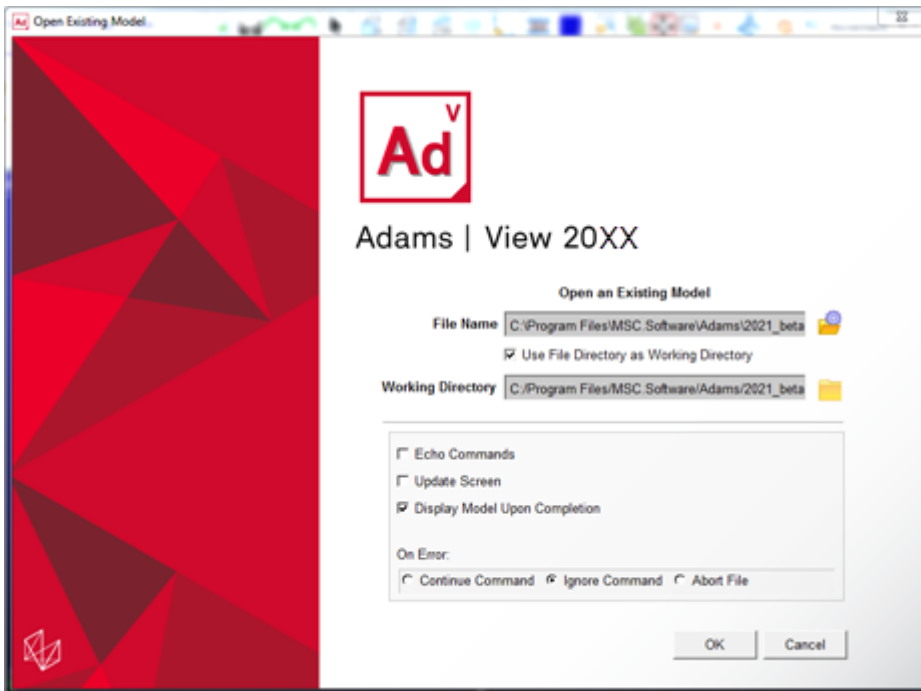 Ad Open Existing Model
V
Ad
Adams | View 20XX
Open an Existing Model
File Name C:\Program Files\MSC.Software\Adams\2021_beta
Use File Directory as Working Directory
Working Directory C:/Program Files/MSC.Software/Adams/2021_beta
Echo Commands
Update Screen
Display Model Upon Completion
On Error:
Continue Command Ignore Command Abort File
OK Cancel